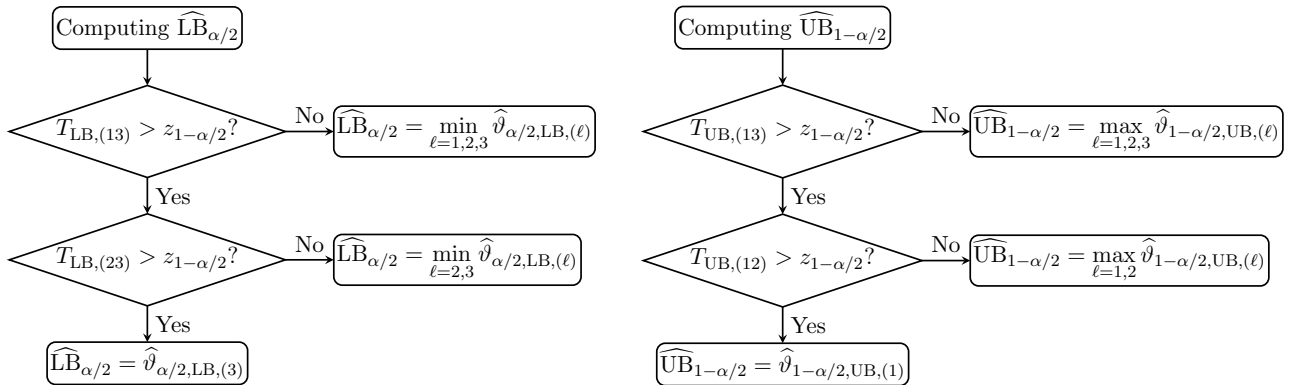 Computing $\widehat{\mathrm{LB}}_{\alpha/2}$
$T_{\mathrm{LB},(13)} > z_{1-\alpha/2}$?
No
$\widehat{\mathrm{LB}}_{\alpha/2} = \min_{\ell=1,2,3} \widehat{\vartheta}_{\alpha/2,\mathrm{LB},(\ell)}$
Yes
$T_{\mathrm{LB},(23)} > z_{1-\alpha/2}$?
No
$\widehat{\mathrm{LB}}_{\alpha/2} = \min_{\ell=2,3} \widehat{\vartheta}_{\alpha/2,\mathrm{LB},(\ell)}$
Yes
$\widehat{\mathrm{LB}}_{\alpha/2} = \widehat{\vartheta}_{\alpha/2,\mathrm{LB},(3)}$
Computing $\widehat{\mathrm{UB}}_{1-\alpha/2}$
$T_{\mathrm{UB},(13)} > z_{1-\alpha/2}$?
No
$\widehat{\mathrm{UB}}_{1-\alpha/2} = \max_{\ell=1,2,3} \widehat{\vartheta}_{1-\alpha/2,\mathrm{UB},(\ell)}$
Yes
$T_{\mathrm{UB},(12)} > z_{1-\alpha/2}$?
No
$\widehat{\mathrm{UB}}_{1-\alpha/2} = \max_{\ell=1,2} \widehat{\vartheta}_{1-\alpha/2,\mathrm{UB},(\ell)}$
Yes
$\widehat{\mathrm{UB}}_{1-\alpha/2} = \widehat{\vartheta}_{1-\alpha/2,\mathrm{UB},(1)}$